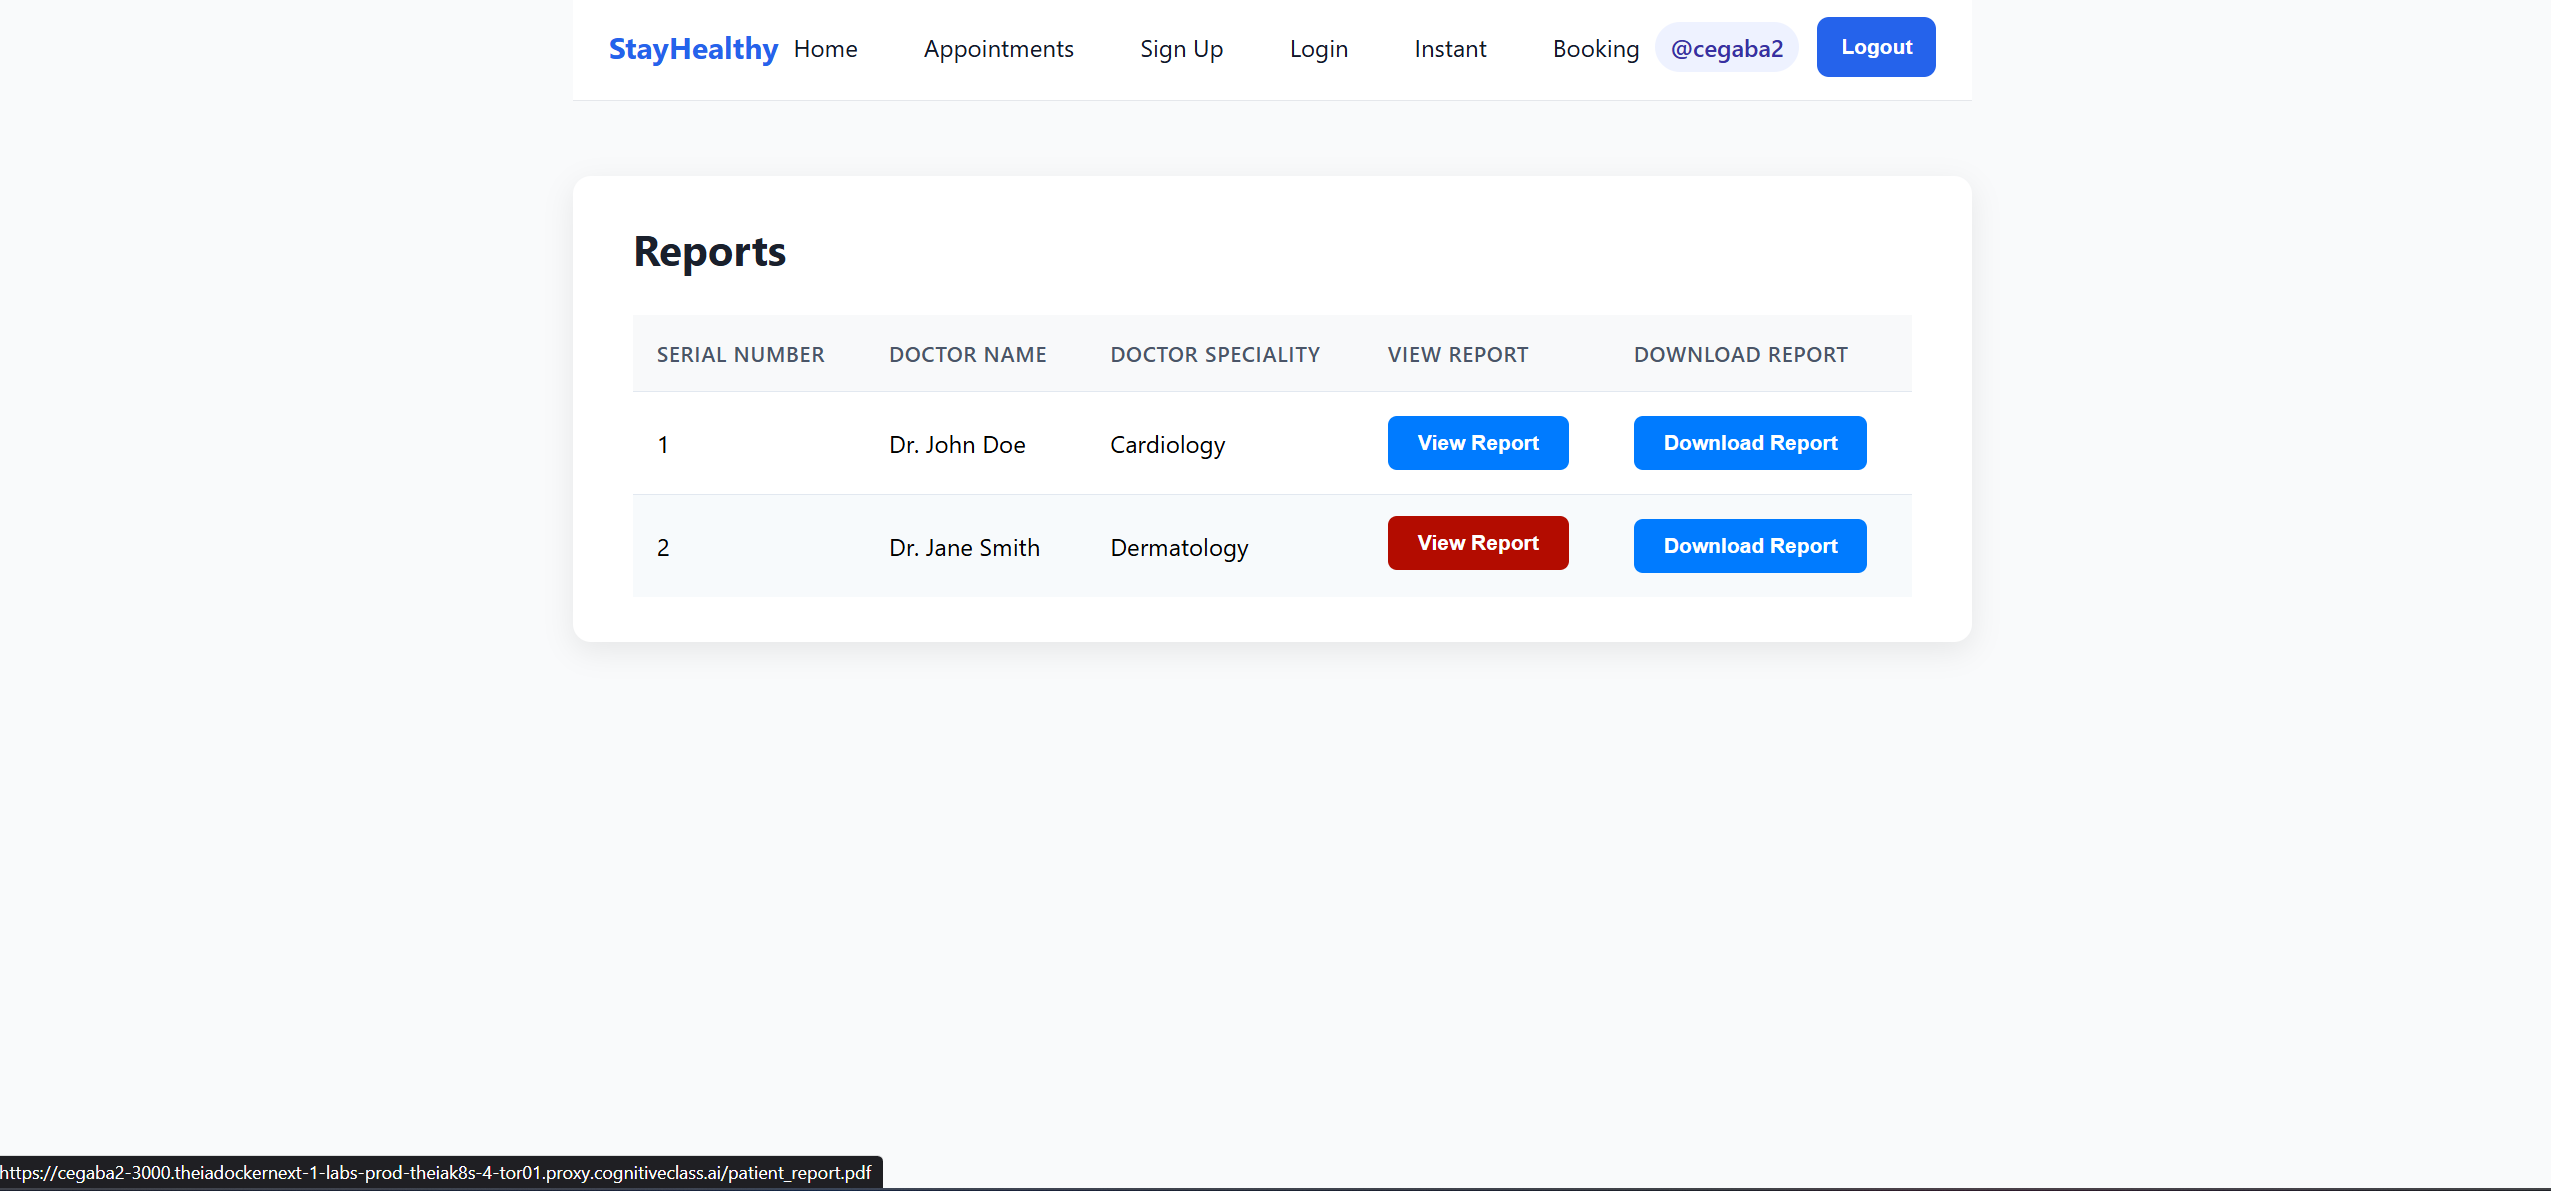 StayHealthy Home Appointments Sign Up Login Instant Booking @cegaba2 Logout
Reports
SERIAL NUMBER DOCTOR NAME DOCTOR SPECIALITY VIEW REPORT DOWNLOAD REPORT
1 Dr. John Doe Cardiology View Report Download Report
2 Dr. Jane Smith Dermatology View Report Download Report
https://cegaba2-3000.theiadockernext-1-labs-prod-theiak8s-4-tor01.proxy.cognitiveclass.ai/patient_report.pdf